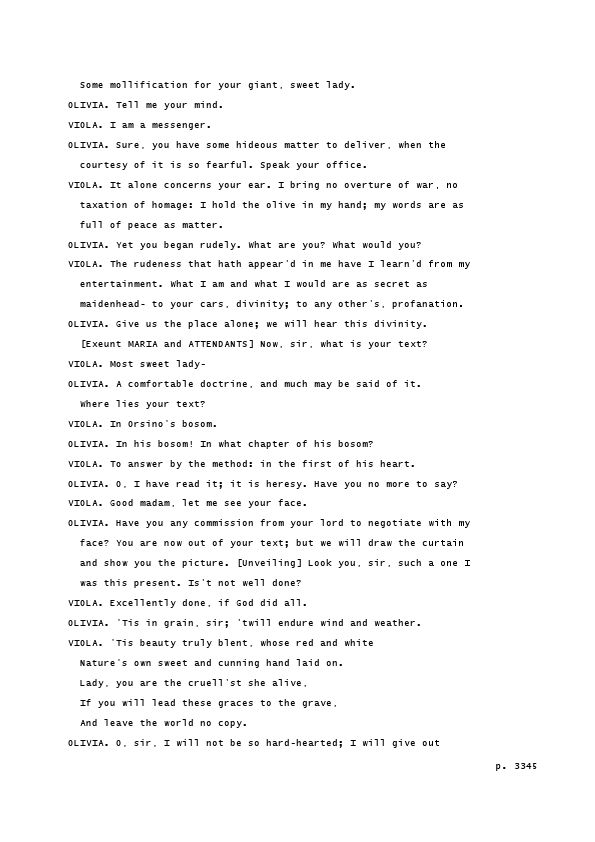 Some mollification for your giant, sweet lady.
OLIVIA. Tell me your mind.
VIOLA. I am a messenger.
OLIVIA. Sure, you have some hideous matter to deliver, when the
courtesy of it is so fearful. Speak your office.
VIOLA. It alone concerns your ear. I bring no overture of war, no
taxation of homage: I hold the olive in my hand; my words are as
full of peace as matter.
OLIVIA. Yet you began rudely. What are you? What would you?
VIOLA. The rudeness that hath appear'd in me have I learn'd from my
entertainment. What I am and what I would are as secret as
maidenhead- to your cars, divinity; to any other's, profanation.
OLIVIA. Give us the place alone; we will hear this divinity.
[Exeunt MARIA and ATTENDANTS] Now, sir, what is your text?
VIOLA. Most sweet lady-
OLIVIA. A comfortable doctrine, and much may be said of it.
Where lies your text?
VIOLA. In Orsino's bosom.
OLIVIA. In his bosom! In what chapter of his bosom?
VIOLA. To answer by the method: in the first of his heart.
OLIVIA. O, I have read it; it is heresy. Have you no more to say?
VIOLA. Good madam, let me see your face.
OLIVIA. Have you any commission from your lord to negotiate with my
face? You are now out of your text; but we will draw the curtain
and show you the picture. [Unveiling] Look you, sir, such a one I
was this present. Is't not well done?
VIOLA. Excellently done, if God did all.
OLIVIA. 'Tis in grain, sir; 'twill endure wind and weather.
VIOLA. 'Tis beauty truly blent, whose red and white
Nature's own sweet and cunning hand laid on.
Lady, you are the cruell'st she alive,
If you will lead these graces to the grave,
And leave the world no copy.
OLIVIA. O, sir, I will not be so hard-hearted; I will give out
p. 3345